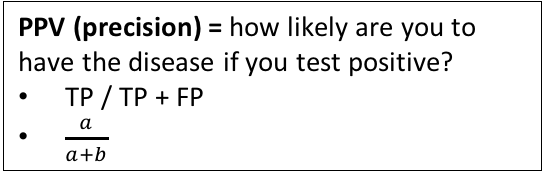 PPV (precision) = how likely are you to
have the disease if you test positive?
• TP / TP + FP
• a/a+b